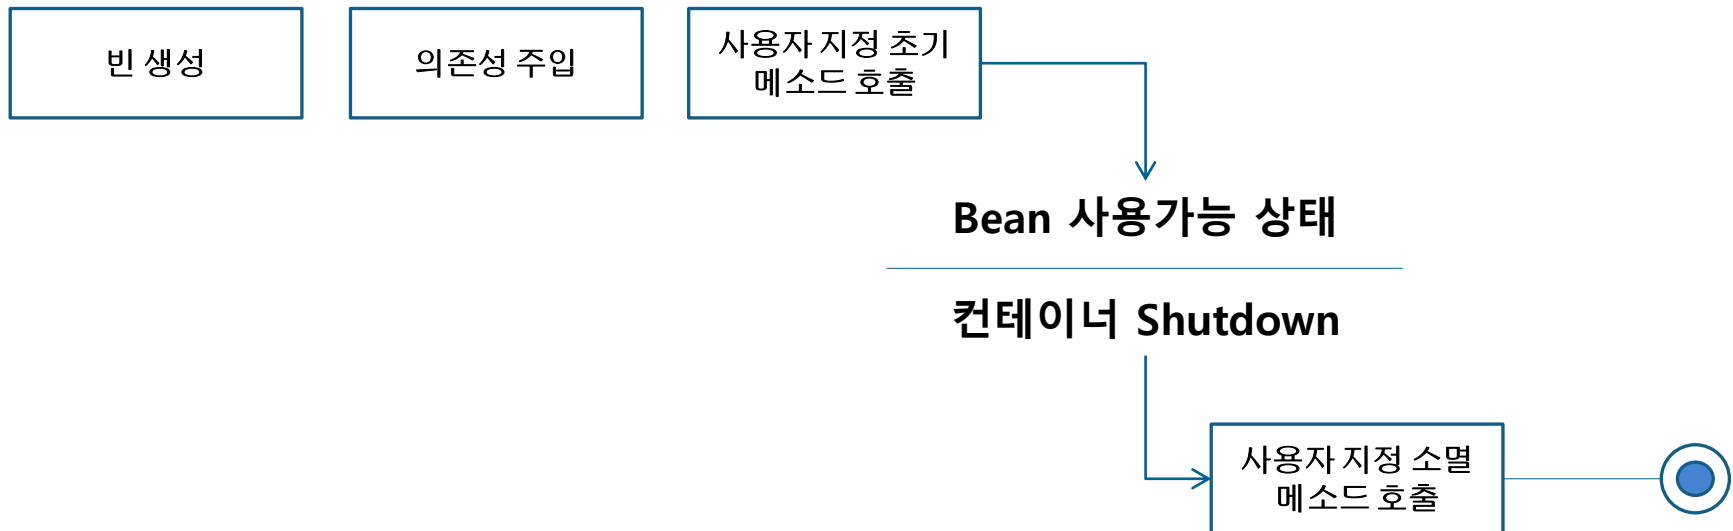 빈 생성
의존성 주입
사용자 지정 초기
메소드 호출
Bean 사용가능 상태
컨테이너 Shutdown
사용자 지정 소멸
메소드 호출